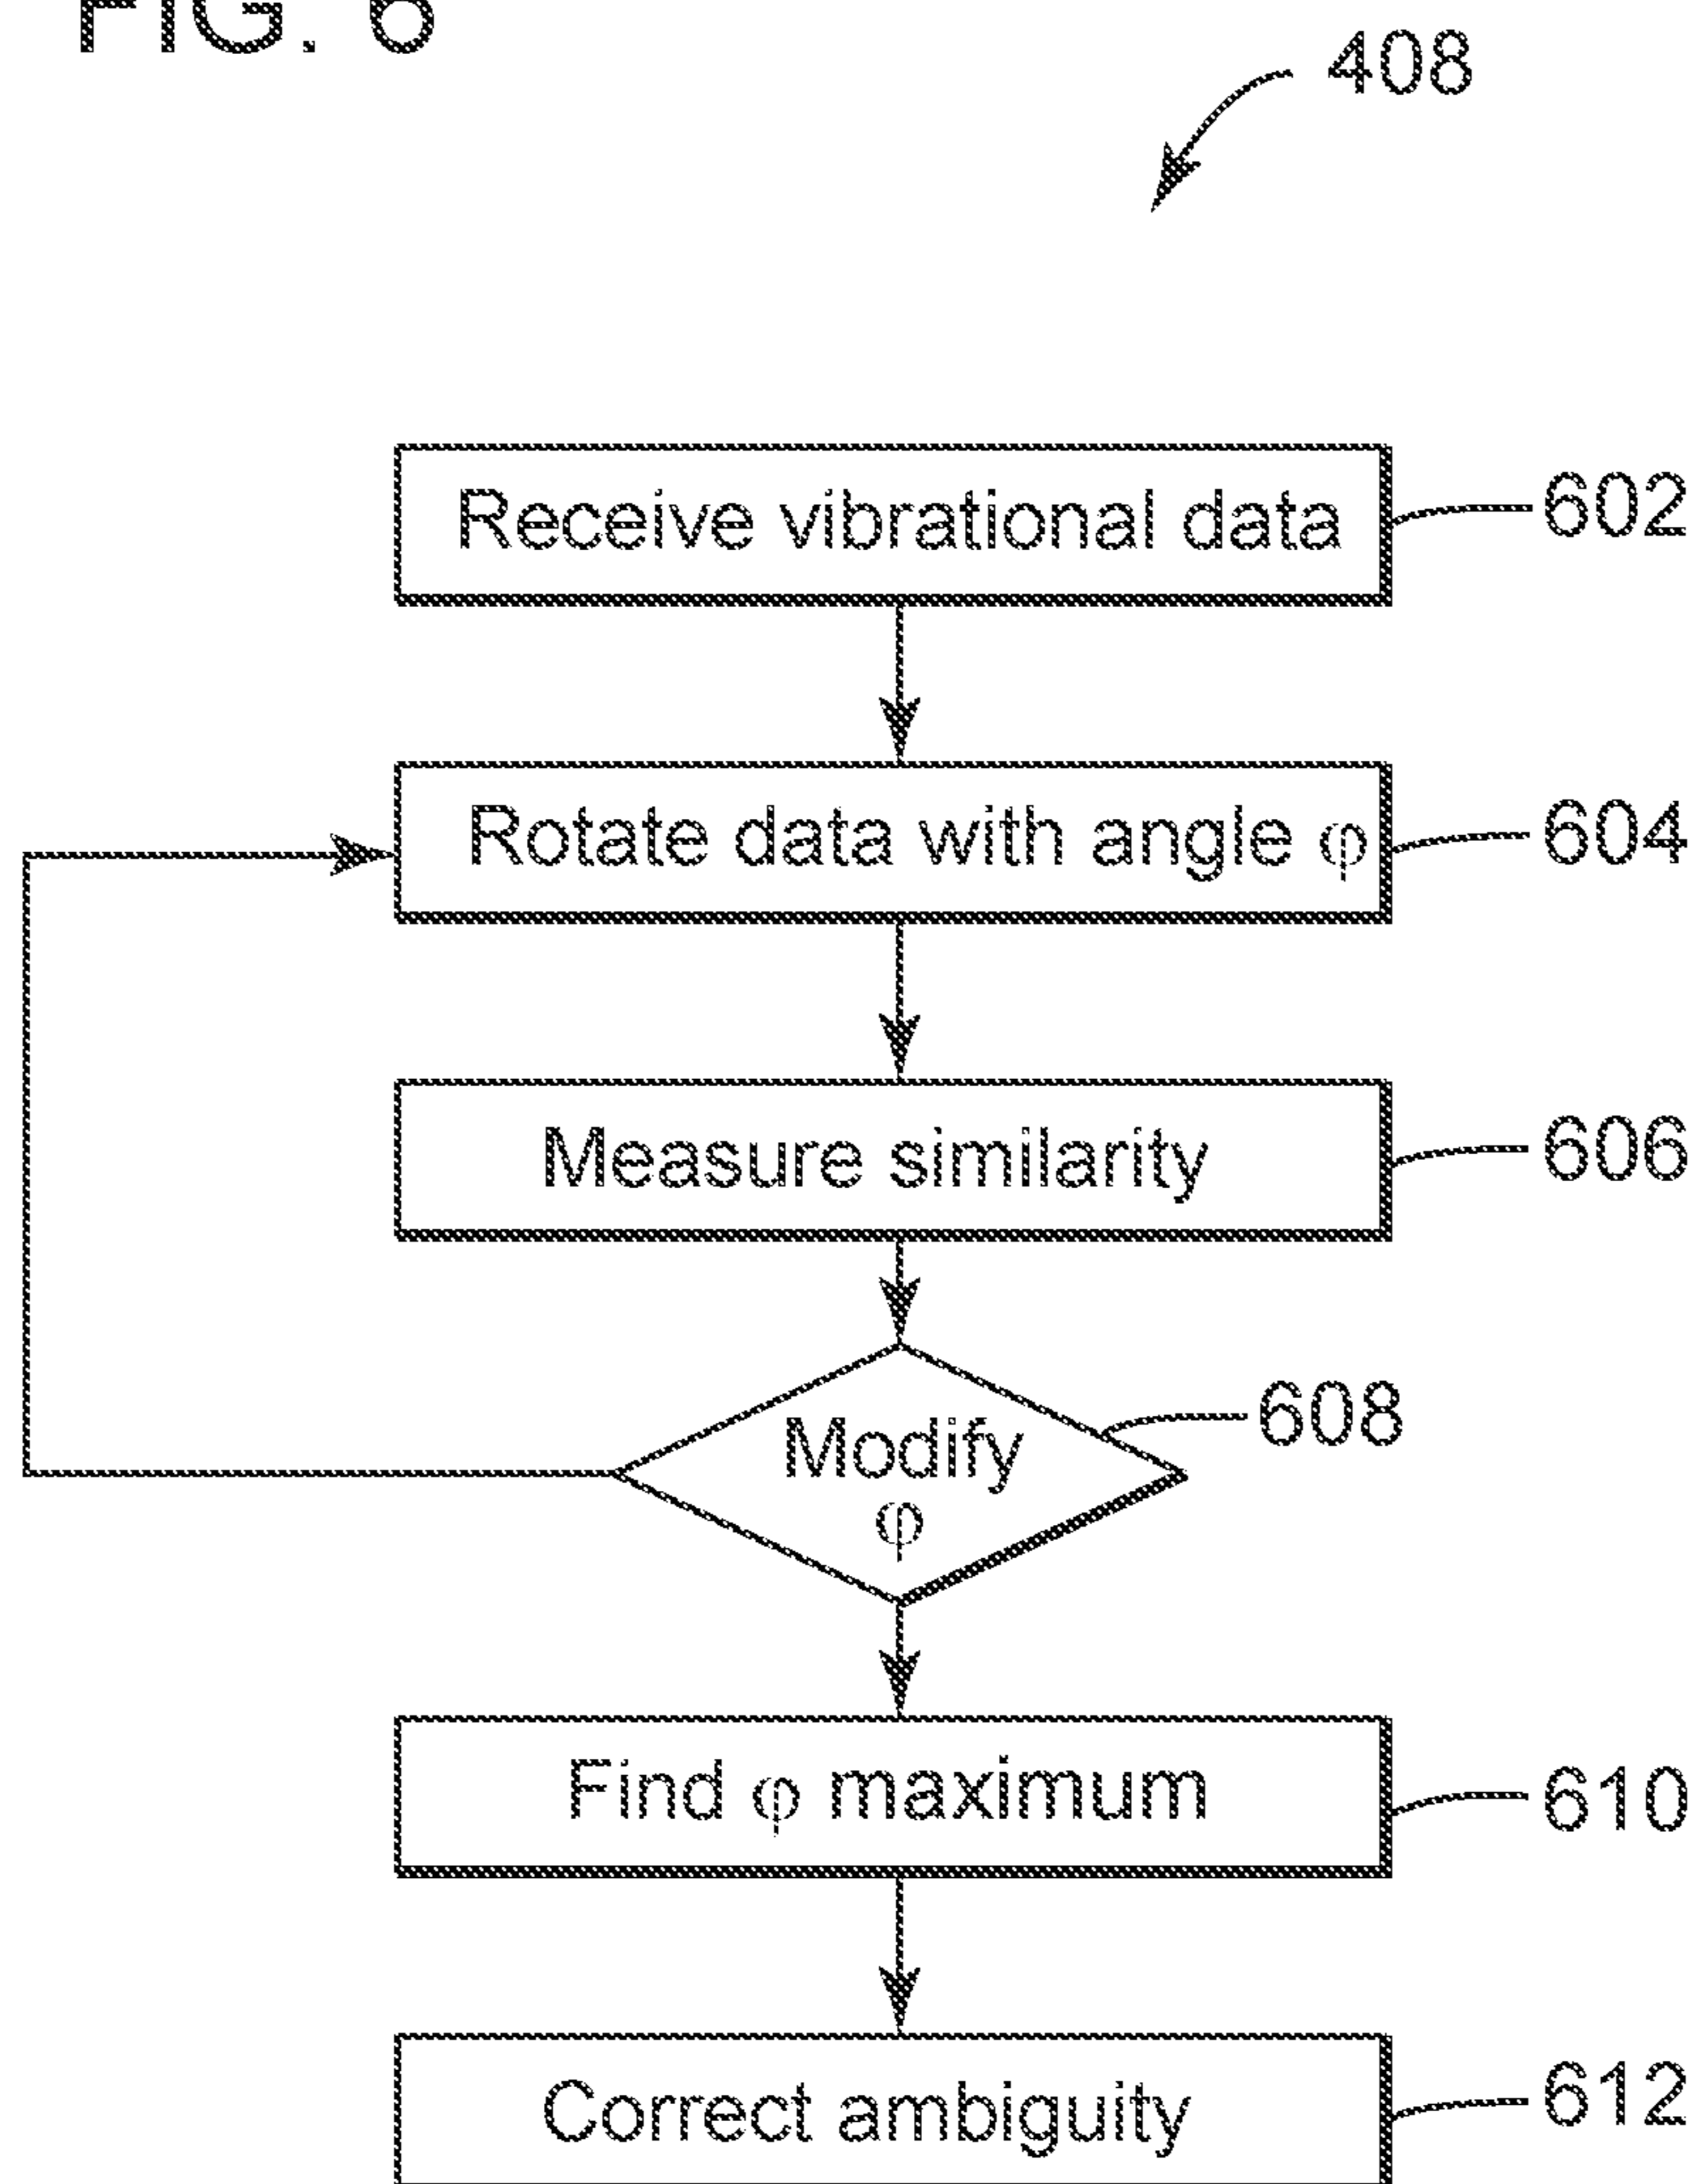 FIG. 6
408
Receive vibrational data
602
Rotate data with angle φ
604
Measure similarity
606
Modify
φ
608
Find φ maximum
610
Correct ambiguity
612